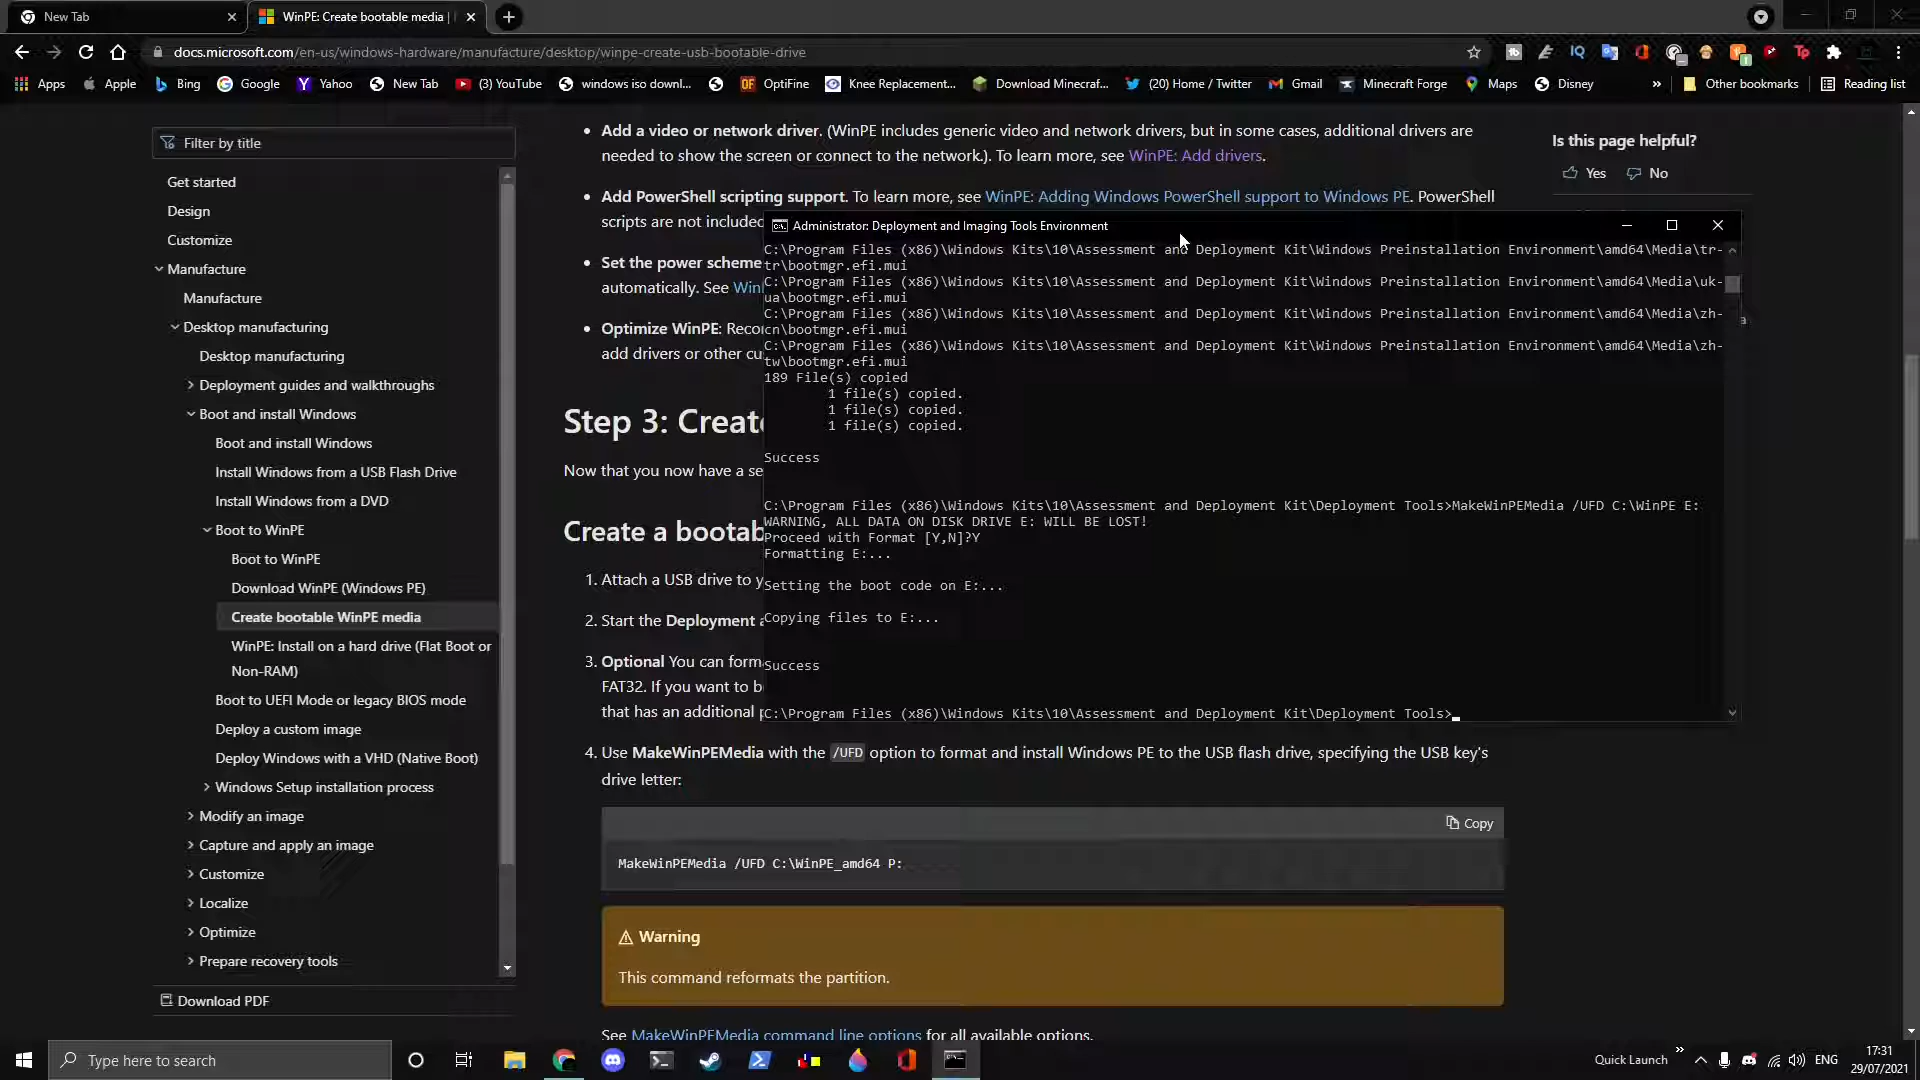 New Tab
WinPE: Create bootable media |
docs.microsoft.com/en-us/windows-hardware/manufacture/desktop/winpe-create-usb-bootable-drive
Apps
Apple
Bing
Google
Yahoo
New Tab
(3) YouTube
windows iso downl...
OptiFine
Knee Replacement...
Download Minecraf...
(20) Home / Twitter
Gmail
Minecraft Forge
Maps
Disney
»
Other bookmarks
Reading list
Filter by title
Get started
Design
Customize
Manufacture
Manufacture
Desktop manufacturing
Desktop manufacturing
Deployment guides and walkthroughs
Boot and install Windows
Boot and install Windows
Install Windows from a USB Flash Drive
Install Windows from a DVD
Boot to WinPE
Boot to WinPE
Download WinPE (Windows PE)
Create bootable WinPE media
WinPE: Install on a hard drive (Flat Boot or
Non-RAM)
Boot to UEFI Mode or legacy BIOS mode
Deploy a custom image
Deploy Windows with a VHD (Native Boot)
Windows Setup installation process
Modify an image
Capture and apply an image
Customize
Localize
Optimize
Prepare recovery tools
Download PDF
• Add a video or network driver. (WinPE includes generic video and network drivers, but in some cases, additional drivers are
needed to show the screen or connect to the network.). To learn more, see WinPE: Add drivers.
• Add PowerShell scripting support. To learn more, see WinPE: Adding Windows PowerShell support to Windows PE. PowerShell
scripts are not included
• Set the power scheme
automatically. See Win
• Optimize WinPE: Reco
add drivers or other cu
Step 3: Create
Now that you now have a se
Create a bootab
1. Attach a USB drive to y
2. Start the Deployment a
3. Optional You can form
FAT32. If you want to b
that has an additional p
4. Use MakeWinPEMedia with the /UFD option to format and install Windows PE to the USB flash drive, specifying the USB key's
drive letter:
Copy
MakeWinPEMedia /UFD C:\WinPE_amd64 P:
Warning
This command reformats the partition.
See MakeWinPEMedia command line options for all available options.
Is this page helpful?
Yes
No
Administrator: Deployment and Imaging Tools Environment
C:\Program Files (x86)\Windows Kits\10\Assessment and Deployment Kit\Windows Preinstallation Environment\amd64\Media\tr-
tr\bootmgr.efi.mui
C:\Program Files (x86)\Windows Kits\10\Assessment and Deployment Kit\Windows Preinstallation Environment\amd64\Media\uk-
ua\bootmgr.efi.mui
C:\Program Files (x86)\Windows Kits\10\Assessment and Deployment Kit\Windows Preinstallation Environment\amd64\Media\zh-
cn\bootmgr.efi.mui
C:\Program Files (x86)\Windows Kits\10\Assessment and Deployment Kit\Windows Preinstallation Environment\amd64\Media\zh-
tw\bootmgr.efi.mui
189 File(s) copied
1 file(s) copied.
1 file(s) copied.
1 file(s) copied.
Success
C:\Program Files (x86)\Windows Kits\10\Assessment and Deployment Kit\Deployment Tools>MakeWinPEMedia /UFD C:\WinPE E:
WARNING, ALL DATA ON DISK DRIVE E: WILL BE LOST!
Proceed with Format [Y,N]?Y
Formatting E:...
Setting the boot code on E:...
Copying files to E:...
Success
C:\Program Files (x86)\Windows Kits\10\Assessment and Deployment Kit\Deployment Tools>
Type here to search
Quick Launch
»
ENG
17:31
29/07/2021